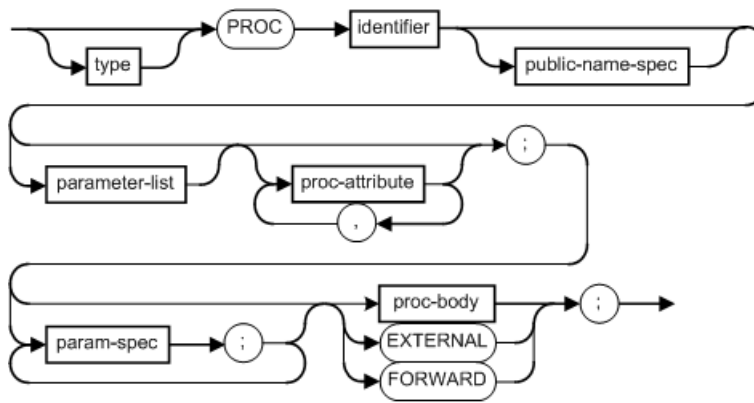 PROC identifier
type public-name-spec
;
parameter-list proc-attribute
,
proc-body ;
param-spec ; EXTERNAL
FORWARD